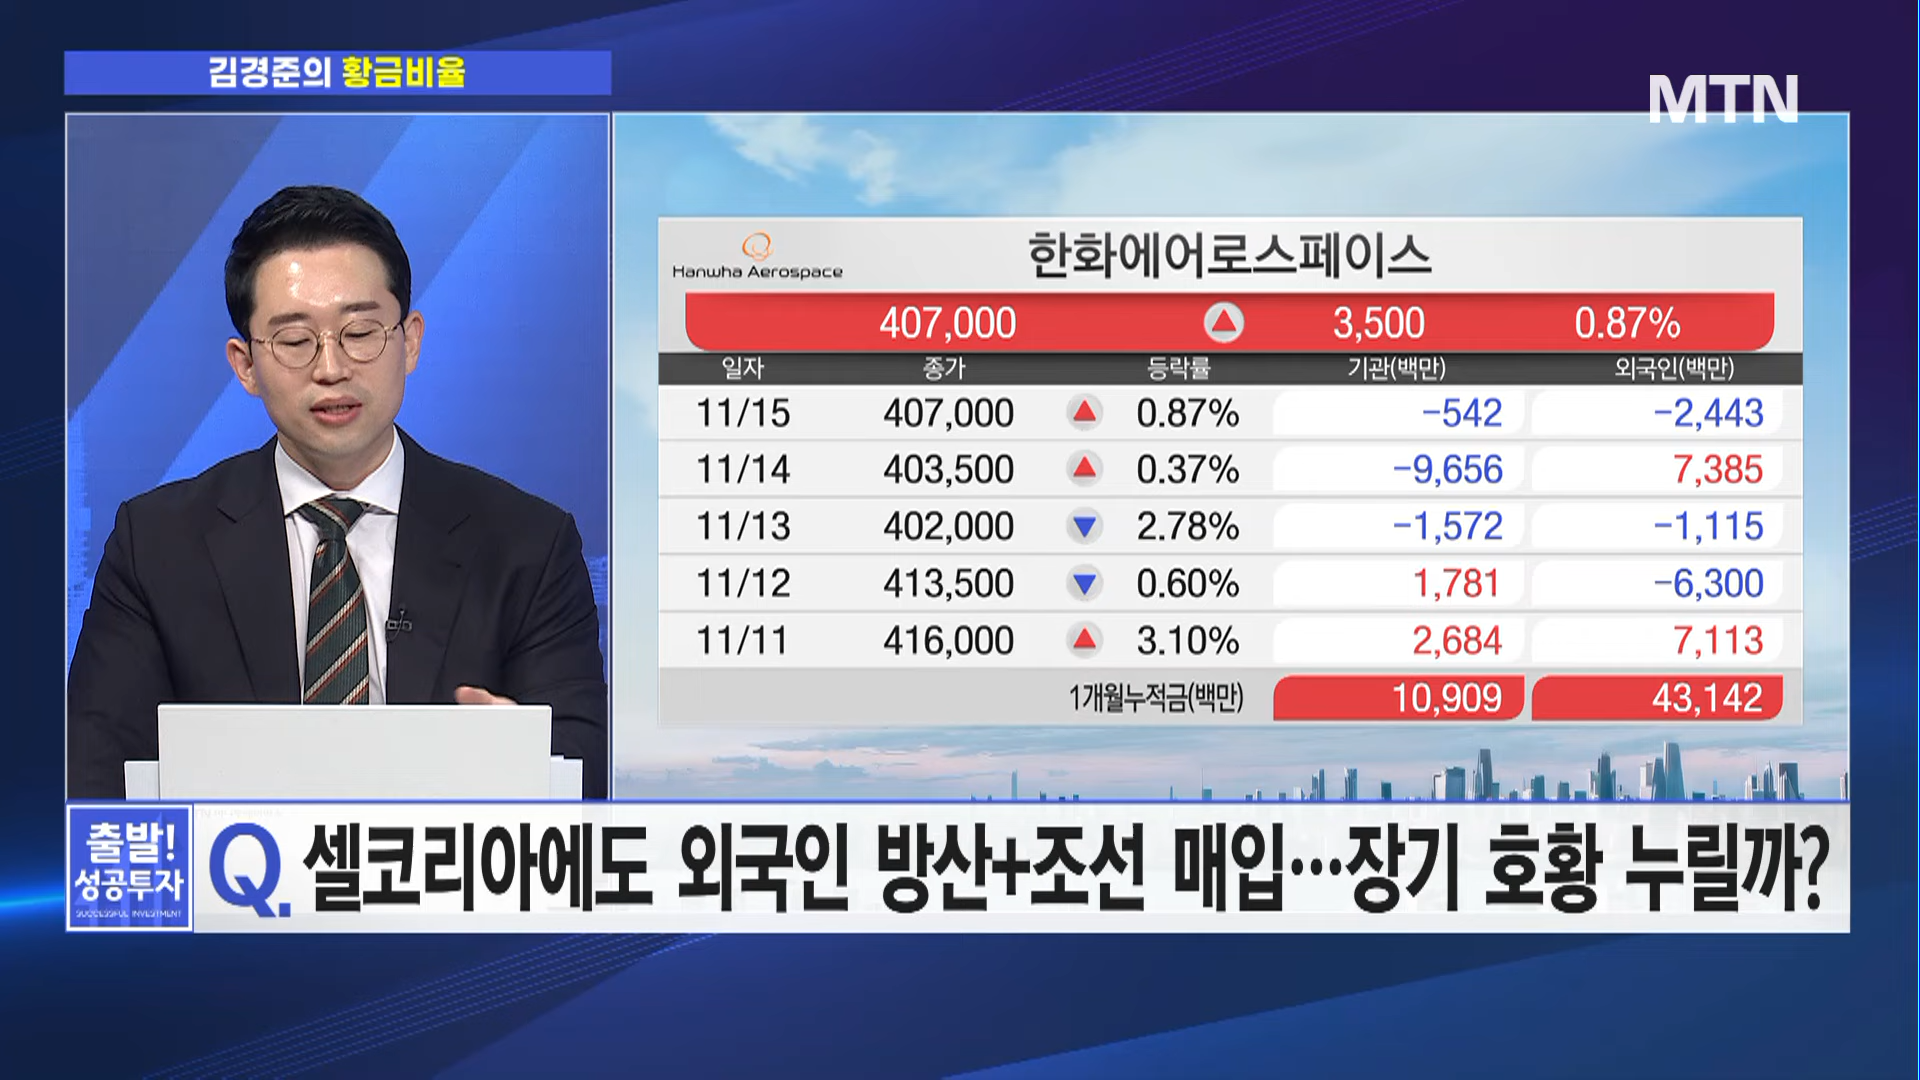 김경준의 황금비율
MTN
Hanwha Aerospace
한화에어로스페이스
407,000 ▲ 3,500 0.87%
일자 종가 등락률 기관(백만) 외국인(백만)
11/15 407,000 ▲ 0.87% -542 -2,443
11/14 403,500 ▲ 0.37% -9,656 7,385
11/13 402,000 ▼ 2.78% -1,572 -1,115
11/12 413,500 ▼ 0.60% 1,781 -6,300
11/11 416,000 ▲ 3.10% 2,684 7,113
1개월누적금(백만) 10,909 43,142
출발!
성공투자
SUCCESSFUL INVESTMENT
Q. 셀코리아에도 외국인 방산+조선 매입…장기 호황 누릴까?